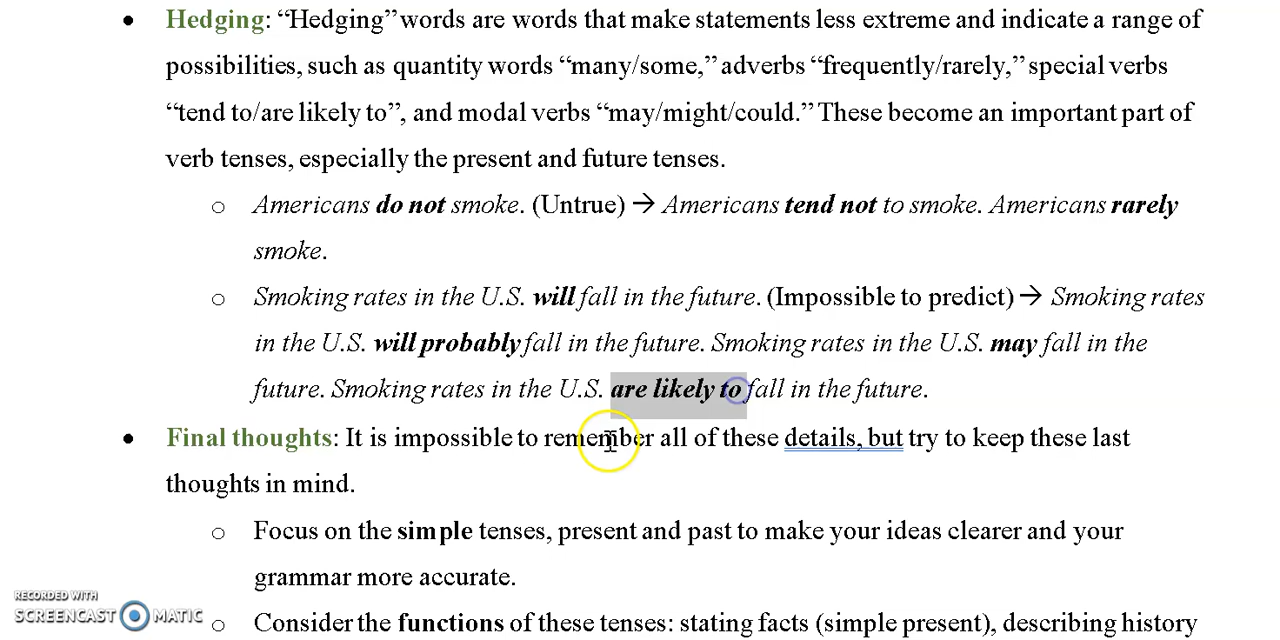 • Hedging: “Hedging” words are words that make statements less extreme and indicate a range of
possibilities, such as quantity words “many/some,” adverbs “frequently/rarely,” special verbs
“tend to/are likely to”, and modal verbs “may/might/could.” These become an important part of
verb tenses, especially the present and future tenses.
o Americans do not smoke. (Untrue) → Americans tend not to smoke. Americans rarely
smoke.
o Smoking rates in the U.S. will fall in the future. (Impossible to predict) → Smoking rates
in the U.S. will probably fall in the future. Smoking rates in the U.S. may fall in the
future. Smoking rates in the U.S. are likely to fall in the future.
• Final thoughts: It is impossible to remember all of these details, but try to keep these last
thoughts in mind.
o Focus on the simple tenses, present and past to make your ideas clearer and your
grammar more accurate.
RECORDED WITH
SCREENCAST MATIC
o Consider the functions of these tenses: stating facts (simple present), describing history